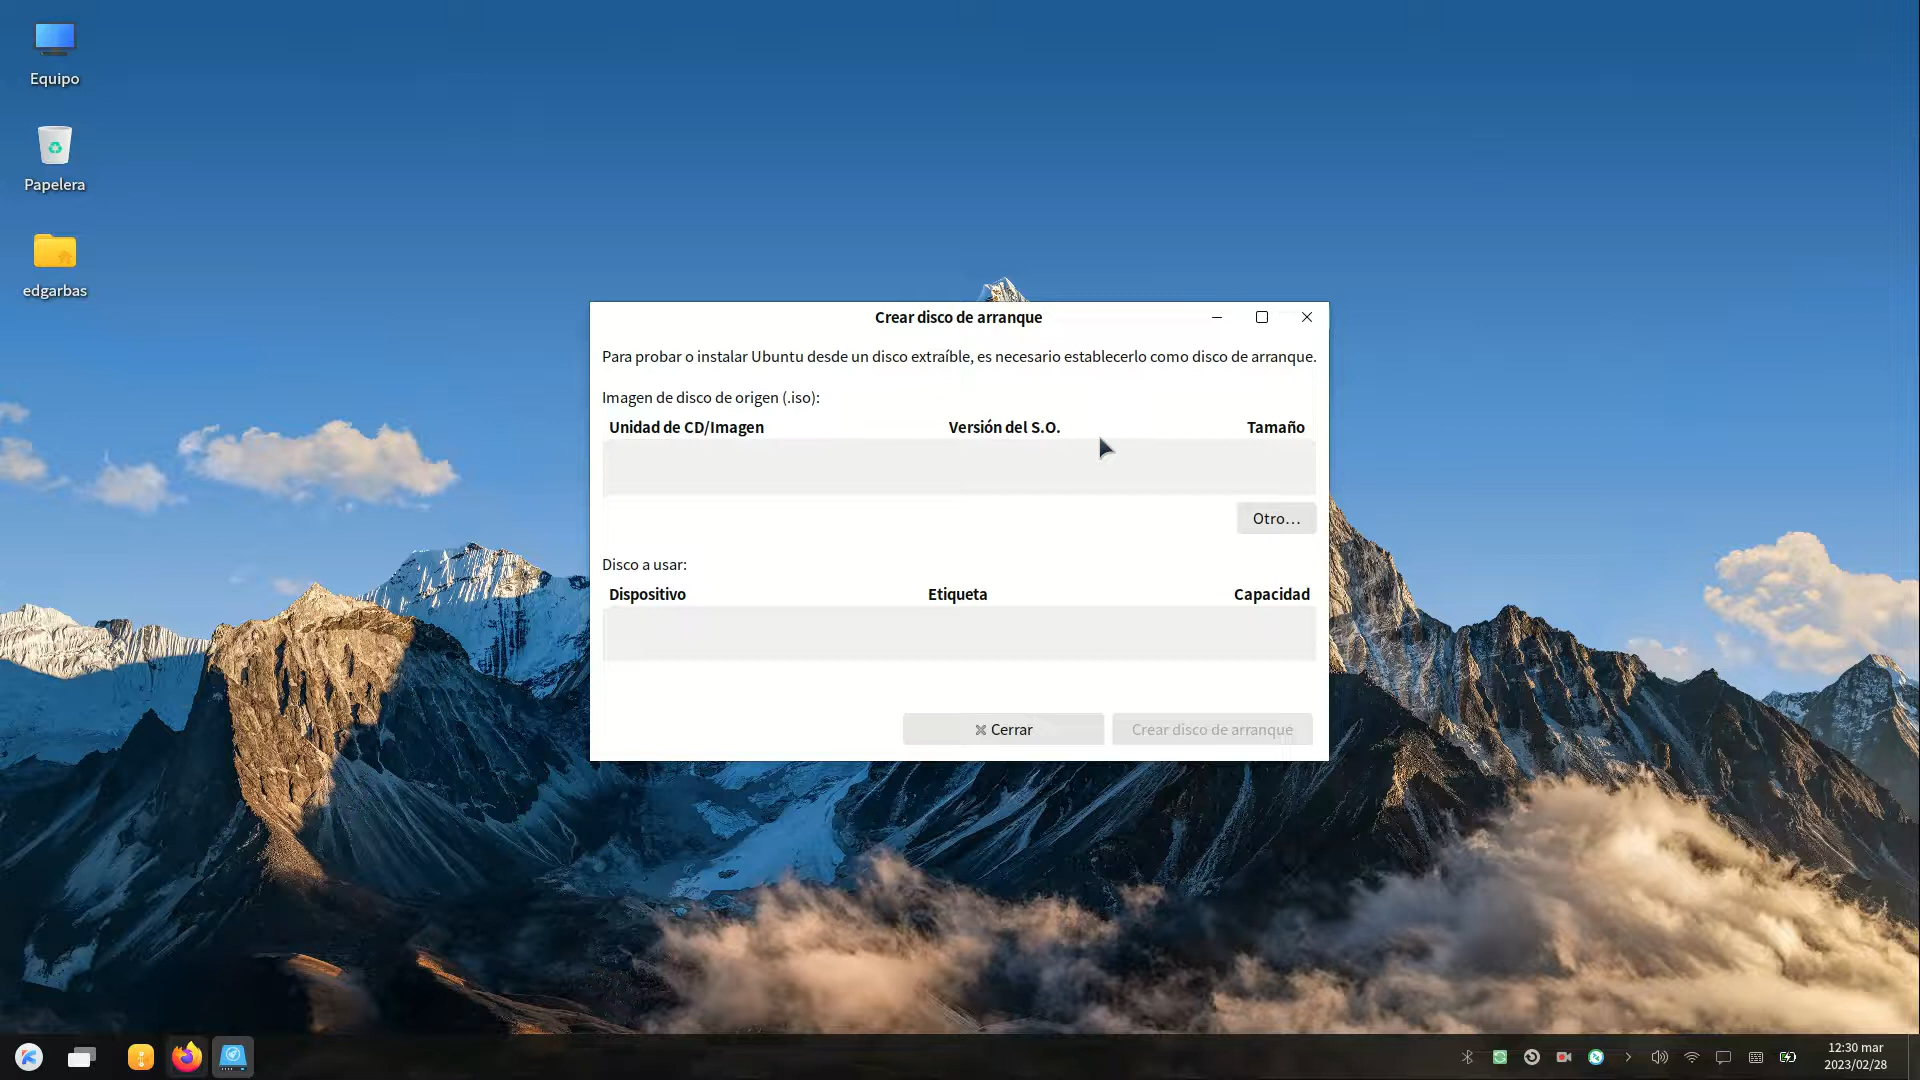 Equipo
Papelera
edgarbas
Crear disco de arranque
Para probar o instalar Ubuntu desde un disco extraíble, es necesario establecerlo como disco de arranque.
Imagen de disco de origen (.iso):
Unidad de CD/Imagen Versión del S.O. Tamaño
Otro…
Disco a usar:
Dispositivo Etiqueta Capacidad
Cerrar Crear disco de arranque
12:30 mar
2023/02/28